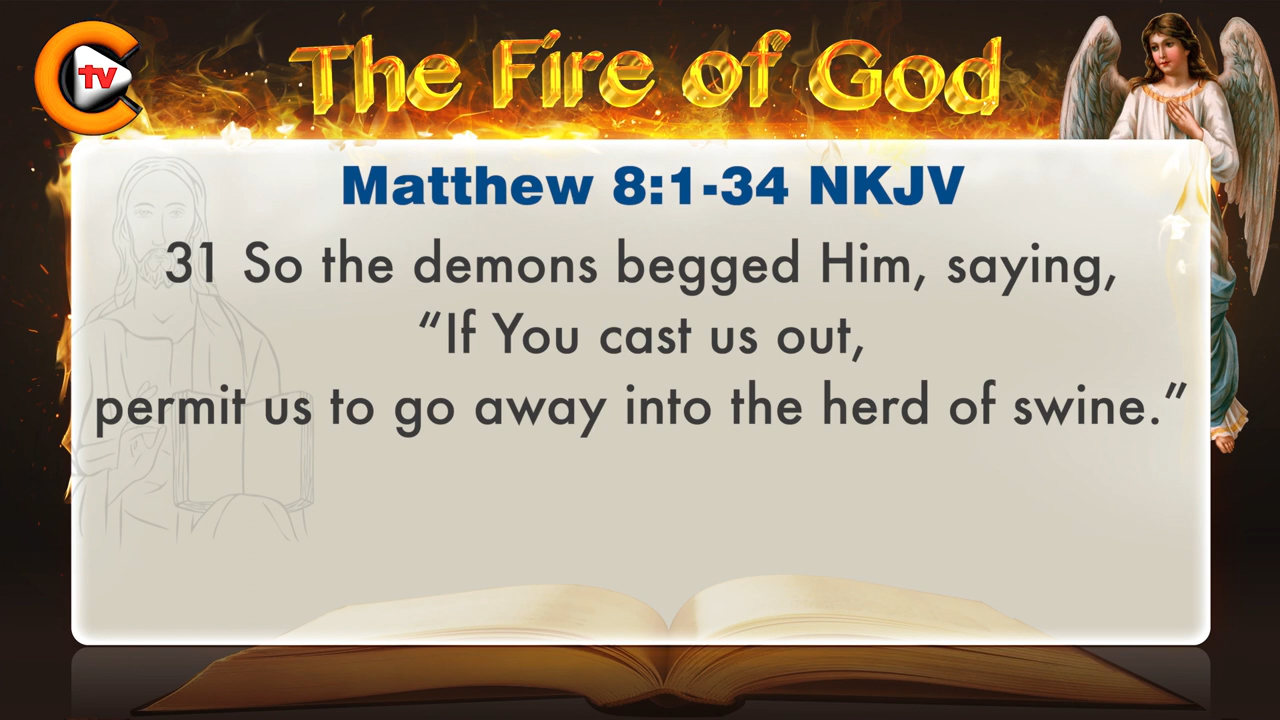 tv
The Fire of God
Matthew 8:1-34 NKJV
31 So the demons begged Him, saying,
“If You cast us out,
permit us to go away into the herd of swine.”